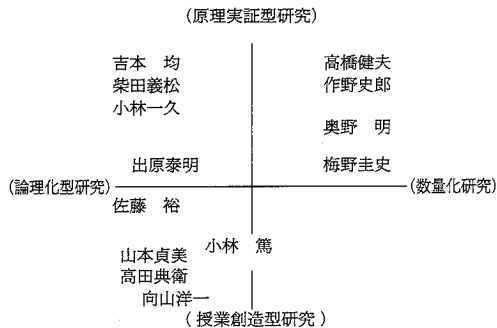 (原理実証型研究)
吉本　均
柴田義松
小林一久
高橋健夫
作野史郎
奥野　明
出原泰明
梅野圭史
(論理化型研究)
(数量化研究)
佐藤　裕
小林　篤
山本貞美
高田典衛
向山洋一
(授業創造型研究)